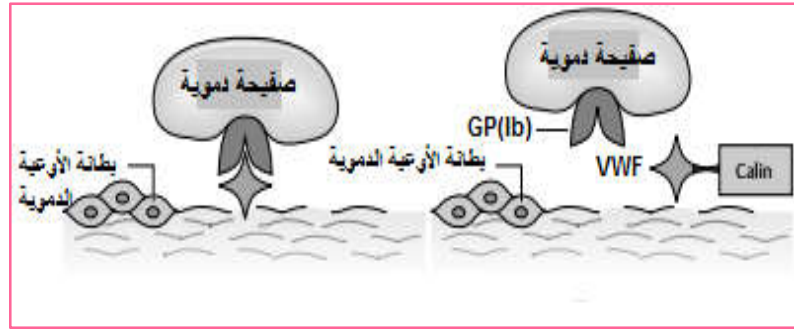 صفيحة دموية
بطانة الأوعية
الدموية
صفيحة دموية
GP(Ib)
بطانة الأوعية الدموية
VWF
Calin